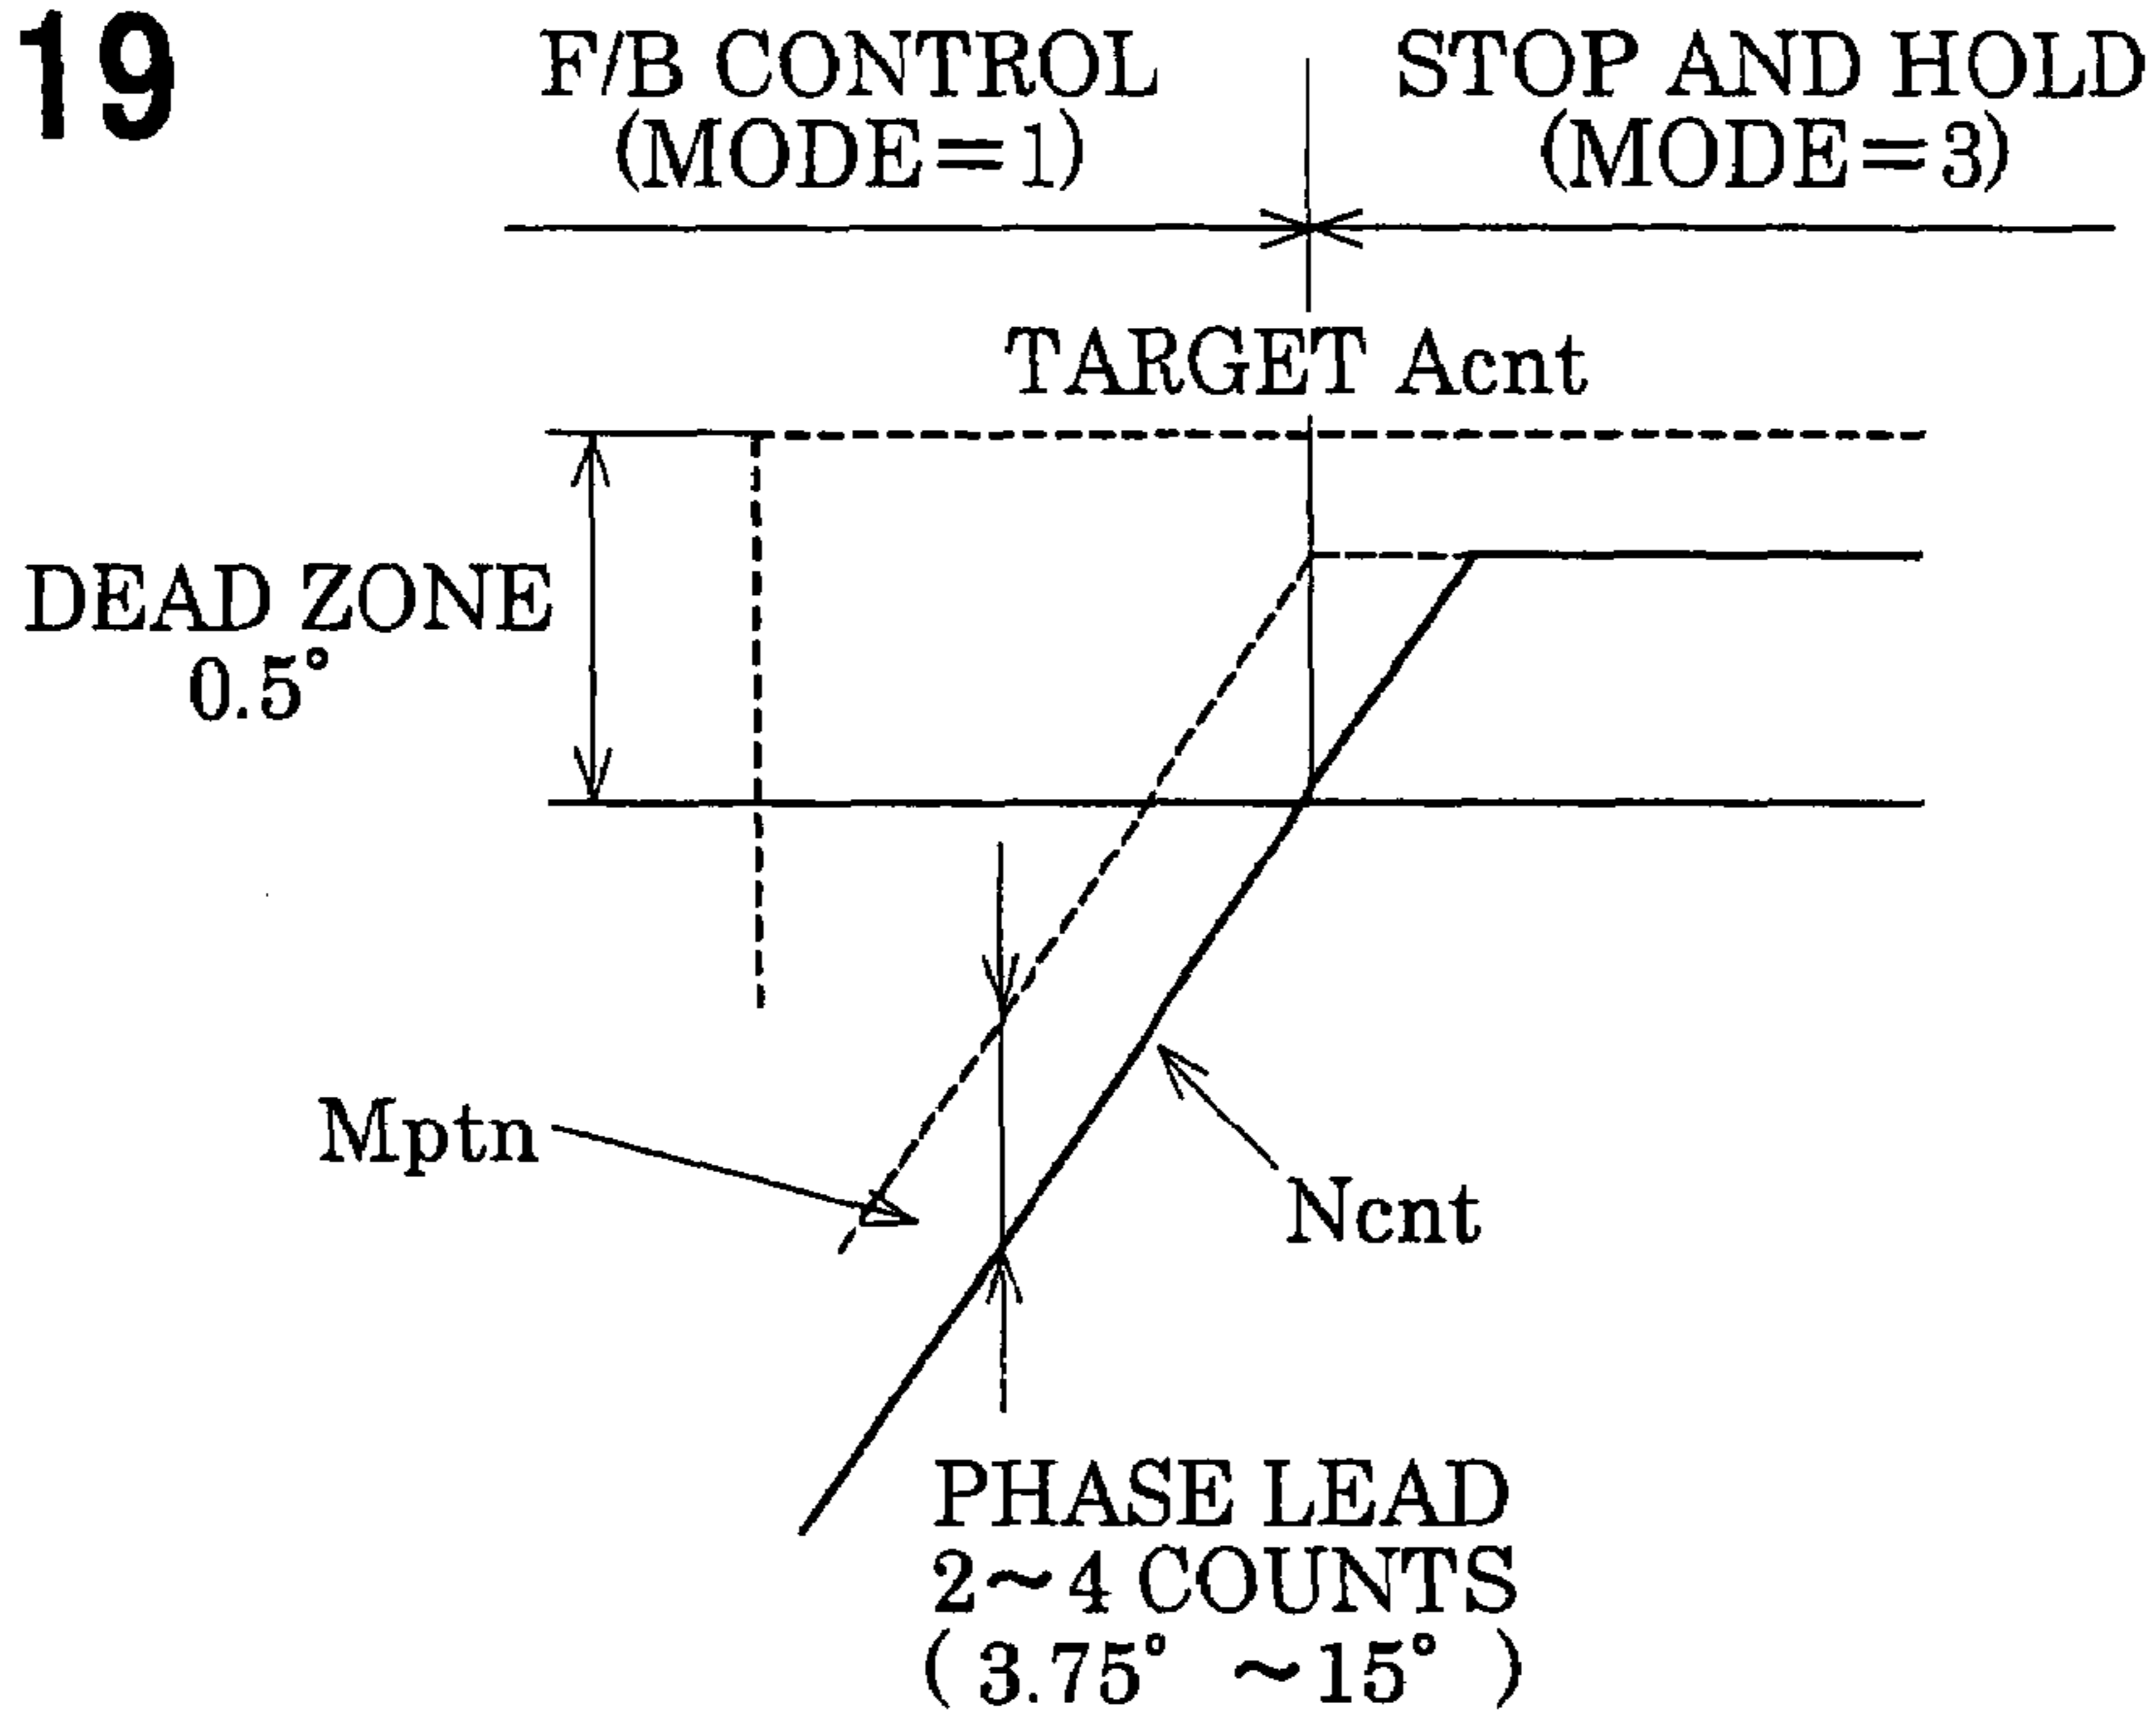 19
F/B CONTROL
(MODE=1)
STOP AND HOLD
(MODE=3)
TARGET Acnt
DEAD ZONE
0.5°
Mptn
Ncnt
PHASE LEAD
2~4 COUNTS
(3.75° ~15° )